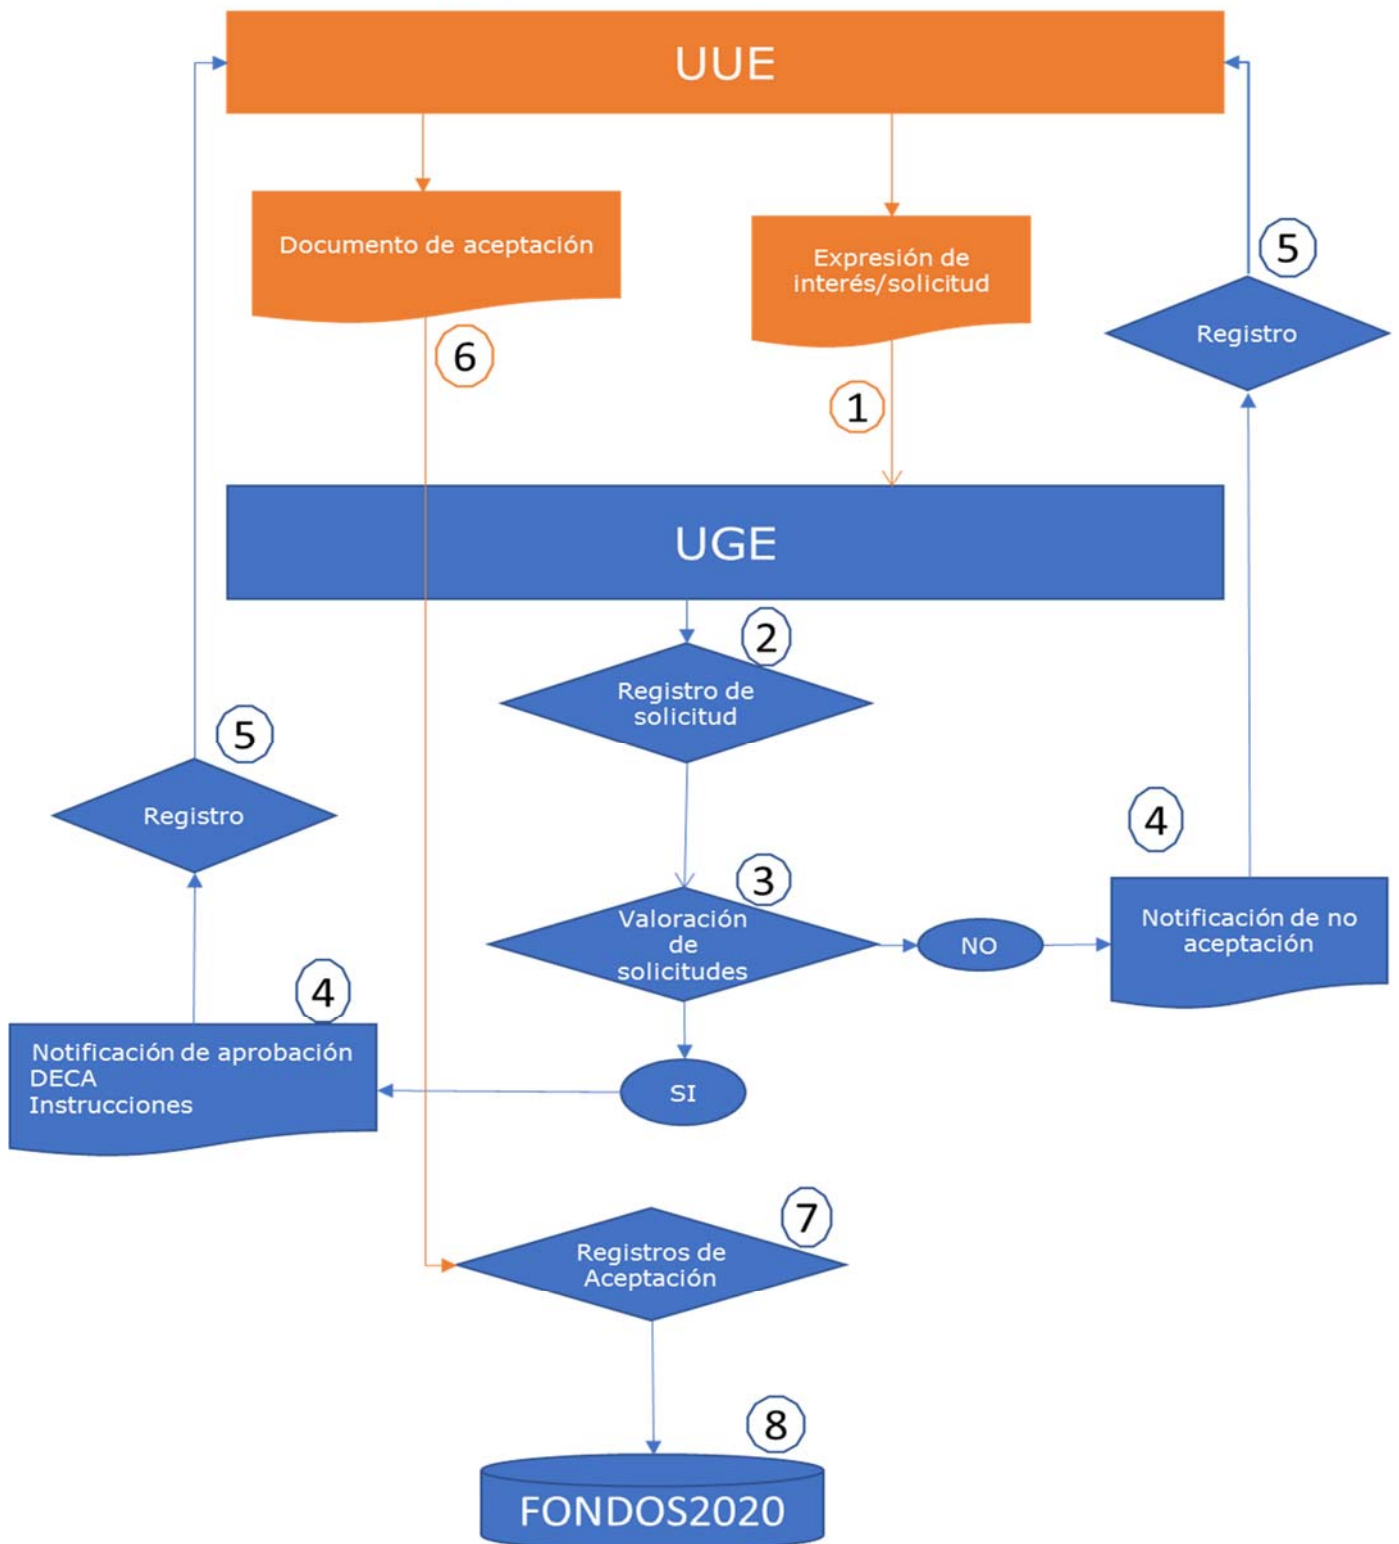 UUE
Documento de aceptación
Expresión de
interés/solicitud
5
Registro
6
1
UGE
2
Registro de
solicitud
5
Registro
4
3
Valoración
de
solicitudes
NO
Notificación de no
aceptación
4
Notificación de aprobación
DECA
Instrucciones
SI
7
Registros de
Aceptación
8
FONDOS2020